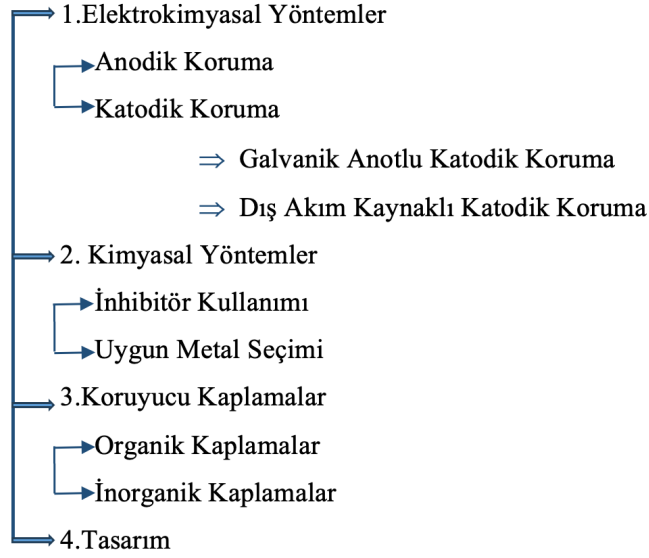 1.Elektrokimyasal Yöntemler
Anodik Koruma
Katodik Koruma
⇒ Galvanik Anotlu Katodik Koruma
⇒ Dış Akım Kaynaklı Katodik Koruma
2. Kimyasal Yöntemler
İnhibitör Kullanımı
Uygun Metal Seçimi
3.Koruyucu Kaplamalar
Organik Kaplamalar
İnorganik Kaplamalar
4.Tasarım